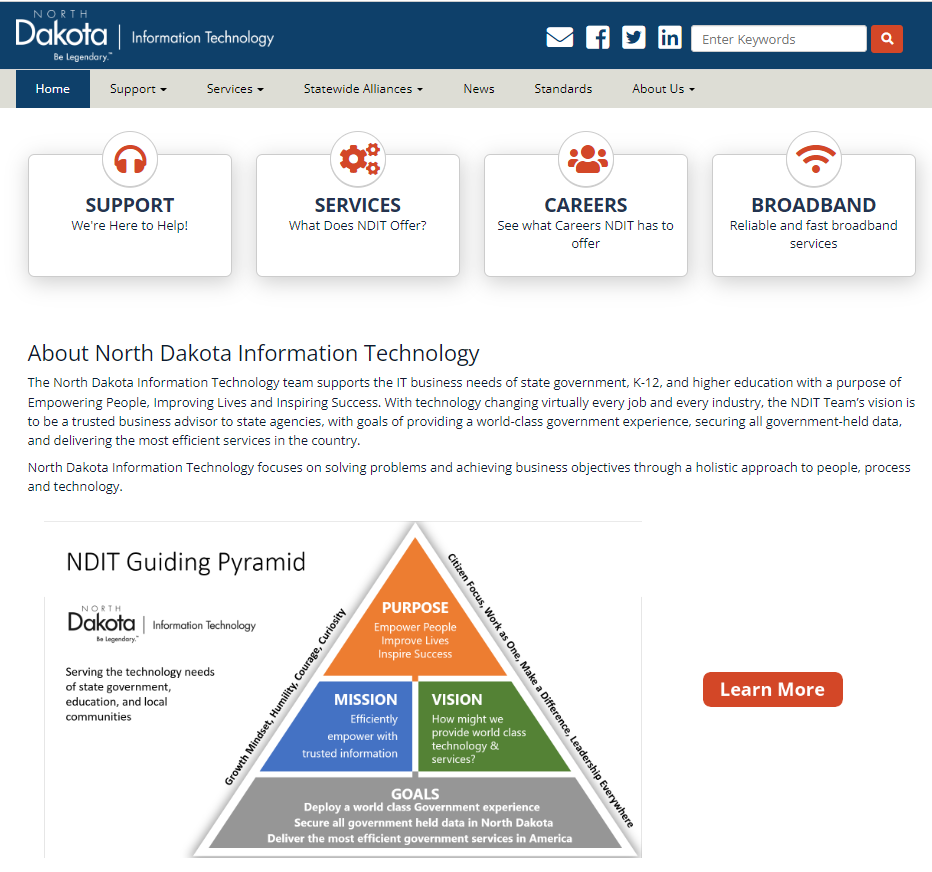 NORTH
Dakota
Be Legendary.™
Information Technology
Enter Keywords
Home
Support
Services
Statewide Alliances
News
Standards
About Us
SUPPORT
We're Here to Help!
SERVICES
What Does NDIT Offer?
CAREERS
See what Careers NDIT has to
offer
BROADBAND
Reliable and fast broadband
services
About North Dakota Information Technology
The North Dakota Information Technology team supports the IT business needs of state government, K-12, and higher education with a purpose of
Empowering People, Improving Lives and Inspiring Success. With technology changing virtually every job and every industry, the NDIT Team's vision is
to be a trusted business advisor to state agencies, with goals of providing a world-class government experience, securing all government-held data,
and delivering the most efficient services in the country.
North Dakota Information Technology focuses on solving problems and achieving business objectives through a holistic approach to people, process
and technology.
NDIT Guiding Pyramid
NORTH
Dakota
Be Legendary.™
Information Technology
Serving the technology needs
of state government,
education, and local
communities
Growth Mindset, Humility, Courage, Curiosity
Citizen Focus, Work as One, Make a Difference, Leadership Everywhere
PURPOSE
Empower People
Improve Lives
Inspire Success
MISSION
Efficiently
empower with
trusted information
VISION
How might we
provide world class
technology &
services?
GOALS
Deploy a world class Government experience
Secure all government held data in North Dakota
Deliver the most efficient government services in America
Learn More